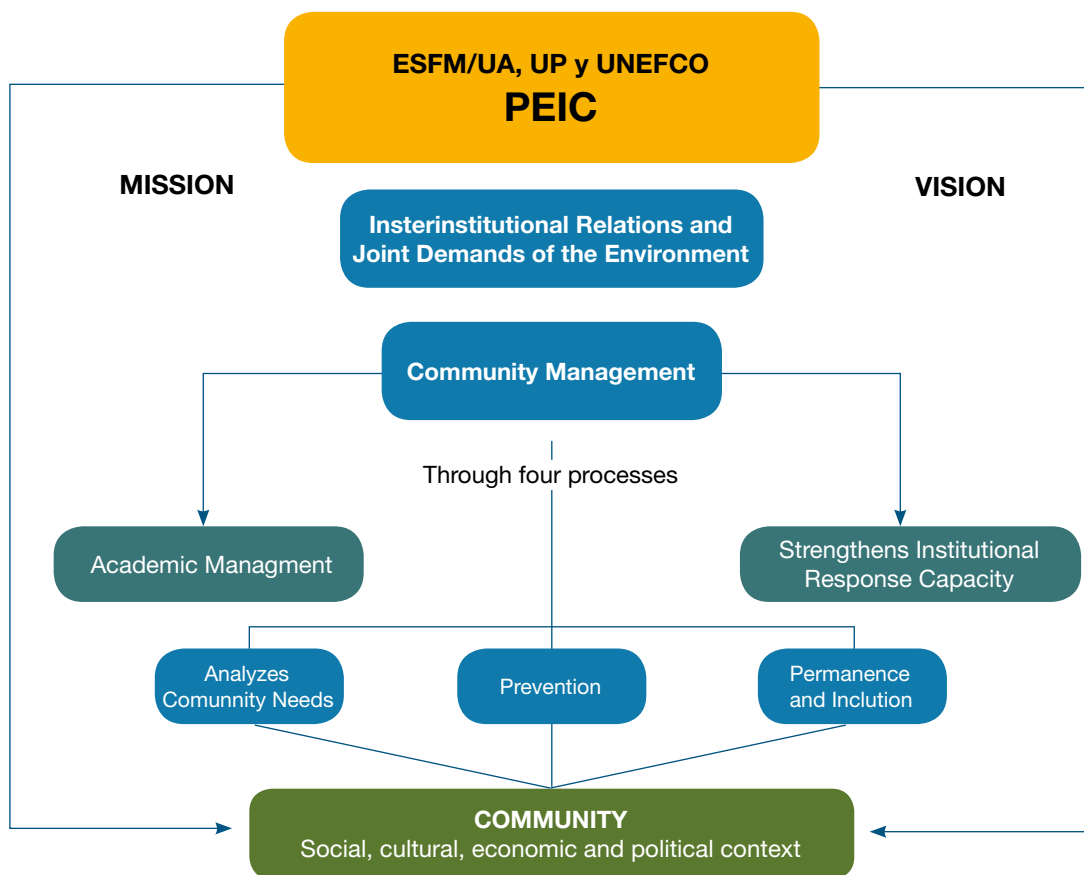 ESFM/UA, UP y UNEFCO
PEIC
MISSION
VISION
Insterinstitutional Relations and
Joint Demands of the Environment
Community Management
Through four processes
Academic Managment
Strengthens Institutional
Response Capacity
Analyzes
Comunnity Needs
Prevention
Permanence
and Inclution
COMMUNITY
Social, cultural, economic and political context